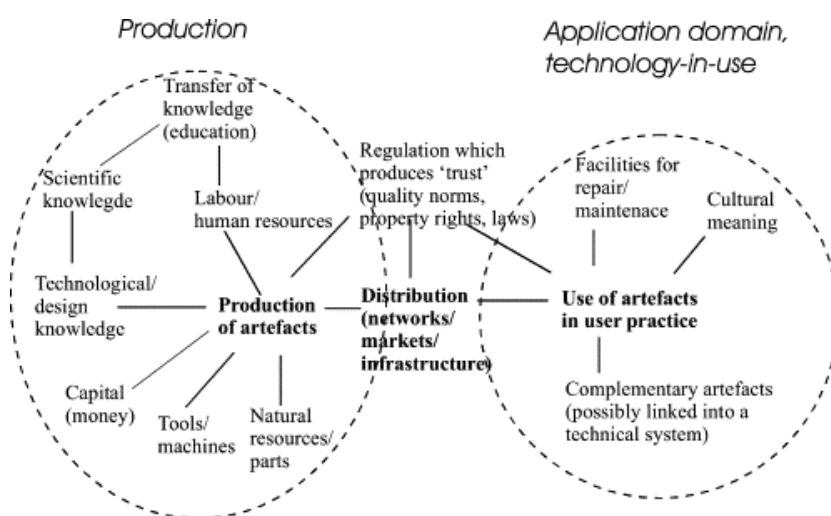 Production
Application domain,
technology-in-use
Transfer of
knowledge
(education)
Scientific
knowlegde
Labour/
human resources
Technological/
design
knowledge
Production
of artefacts
Capital
(money)
Tools/
machines
Natural
resources/
parts
Regulation which
produces ‘trust’
(quality norms,
property rights, laws)
Distribution
(networks/
markets/
infrastructure)
Facilities for
repair/
maintenace
Cultural
meaning
Use of artefacts
in user practice
Complementary artefacts
(possibly linked into a
technical system)